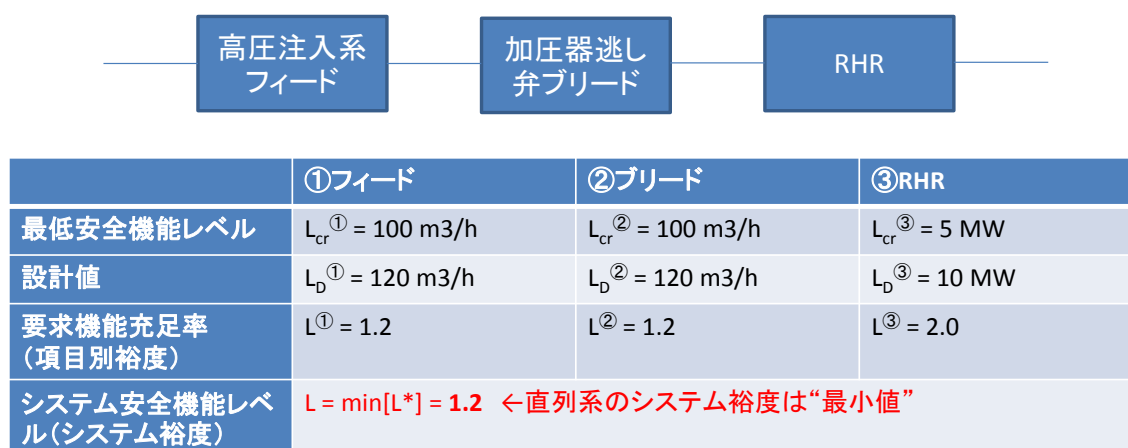 高圧注入系
フィード
加圧器逃し
弁ブリード
RHR
①フィード ②ブリード ③RHR
最低安全機能レベル Lcr① = 100 m3/h Lcr② = 100 m3/h Lcr③ = 5 MW
設計値 LD① = 120 m3/h LD② = 120 m3/h LD③ = 10 MW
要求機能充足率
（項目別裕度） L① = 1.2 L② = 1.2 L③ = 2.0
システム安全機能レベ
ル（システム裕度） L = min[L*] = 1.2 ←直列系のシステム裕度は“最小値”